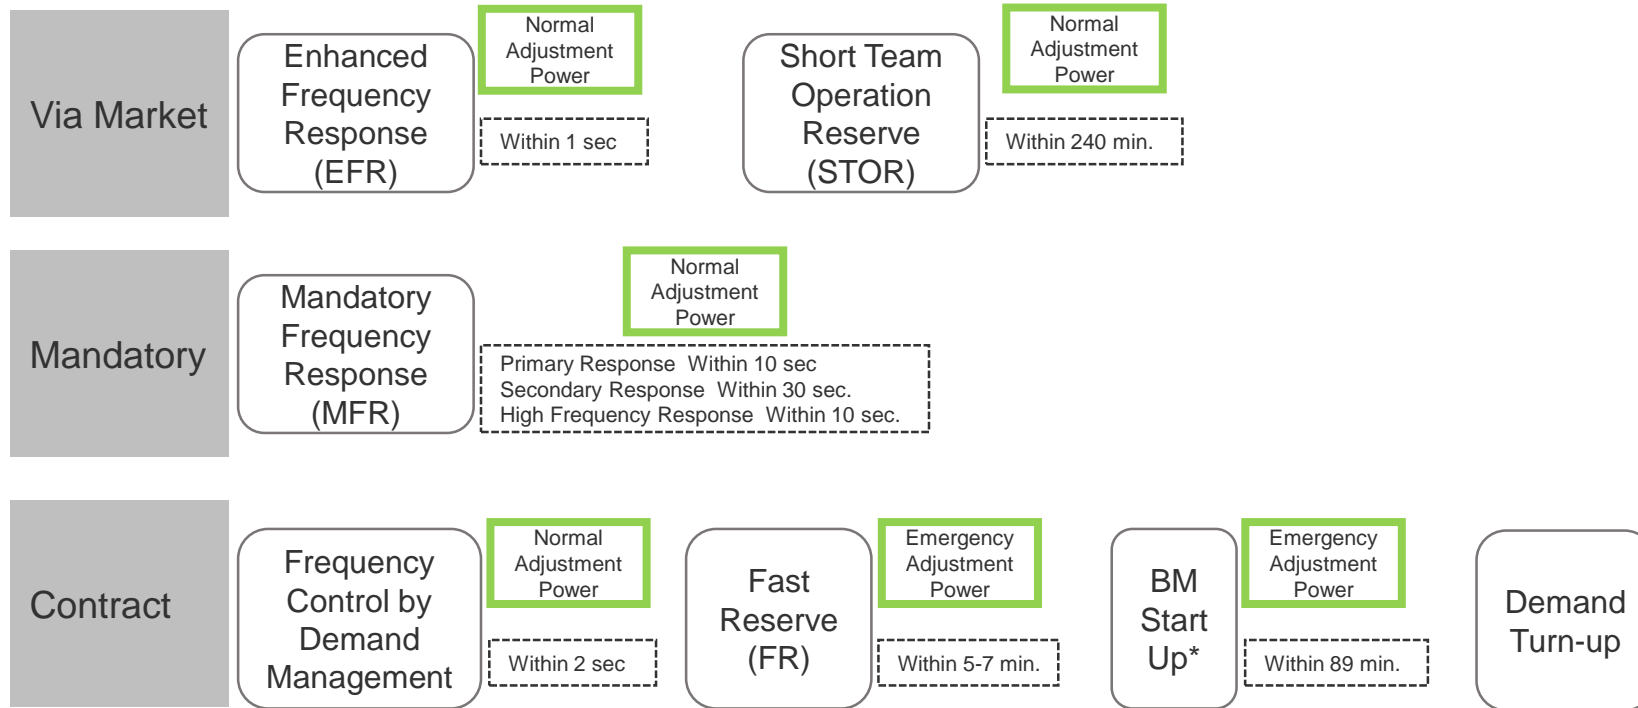 Via Market
Enhanced
Frequency
Response
(EFR)
Normal
Adjustment
Power
Within 1 sec
Short Team
Operation
Reserve
(STOR)
Normal
Adjustment
Power
Within 240 min.
Mandatory
Mandatory
Frequency
Response
(MFR)
Normal
Adjustment
Power
Primary Response  Within 10 sec
Secondary Response  Within 30 sec.
High Frequency Response  Within 10 sec.
Contract
Frequency
Control by
Demand
Management
Normal
Adjustment
Power
Within 2 sec
Fast
Reserve
(FR)
Emergency
Adjustment
Power
Within 5-7 min.
BM
Start
Up*
Emergency
Adjustment
Power
Within 89 min.
Demand
Turn-up